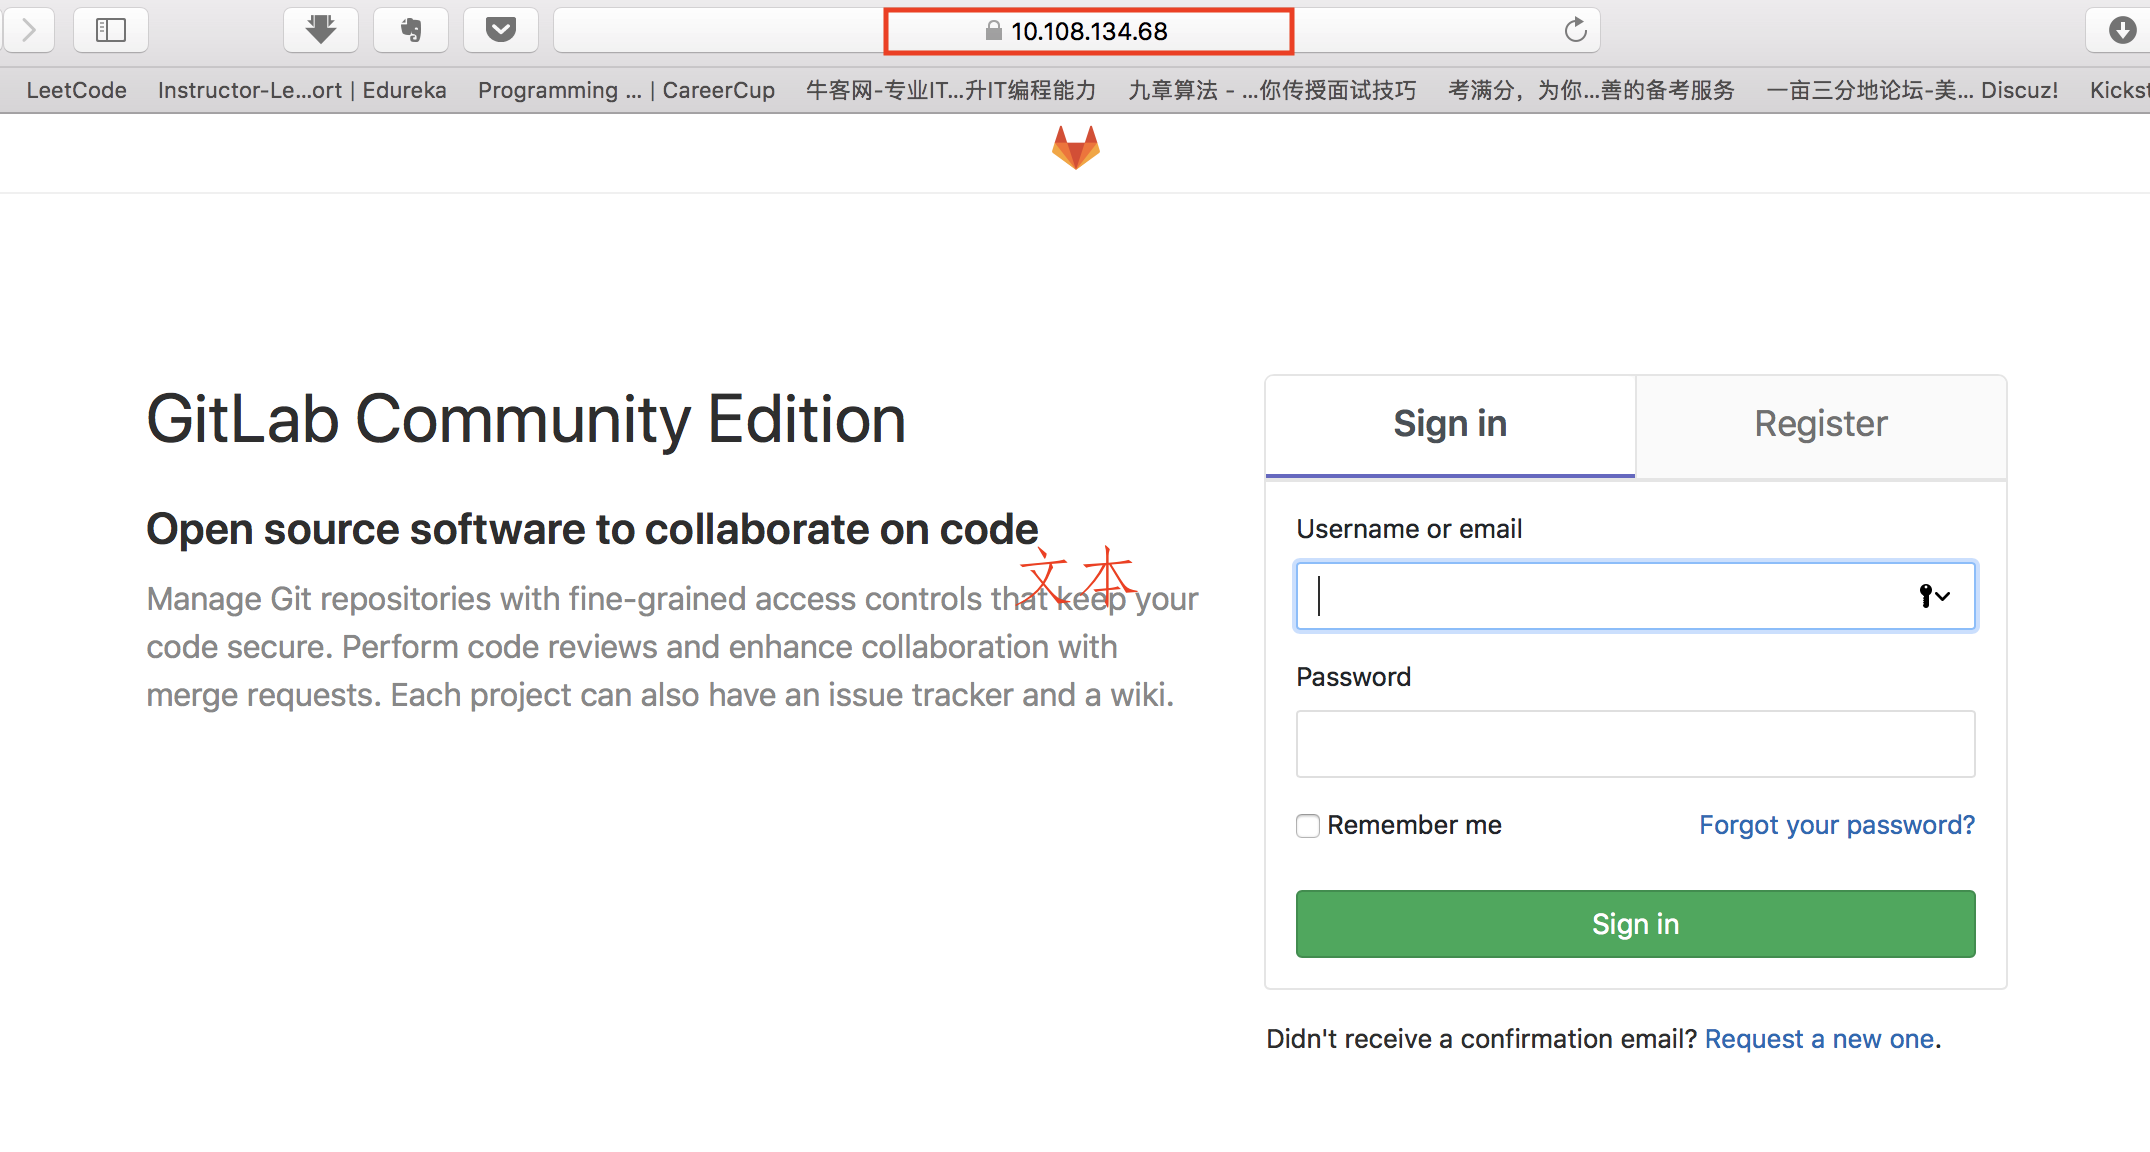 10.108.134.68
LeetCode Instructor-Le...ort | Edureka Programming ... | CareerCup 牛客网-专业IT...升IT编程能力 九章算法 - ...你传授面试技巧 考满分，为你...善的备考服务 一亩三分地论坛-美... Discuz! Kickst
GitLab Community Edition
Open source software to collaborate on code
文本
Manage Git repositories with fine-grained access controls that keep your
code secure. Perform code reviews and enhance collaboration with
merge requests. Each project can also have an issue tracker and a wiki.
Sign in Register
Username or email
Password
Remember me Forgot your password?
Sign in
Didn't receive a confirmation email? Request a new one.